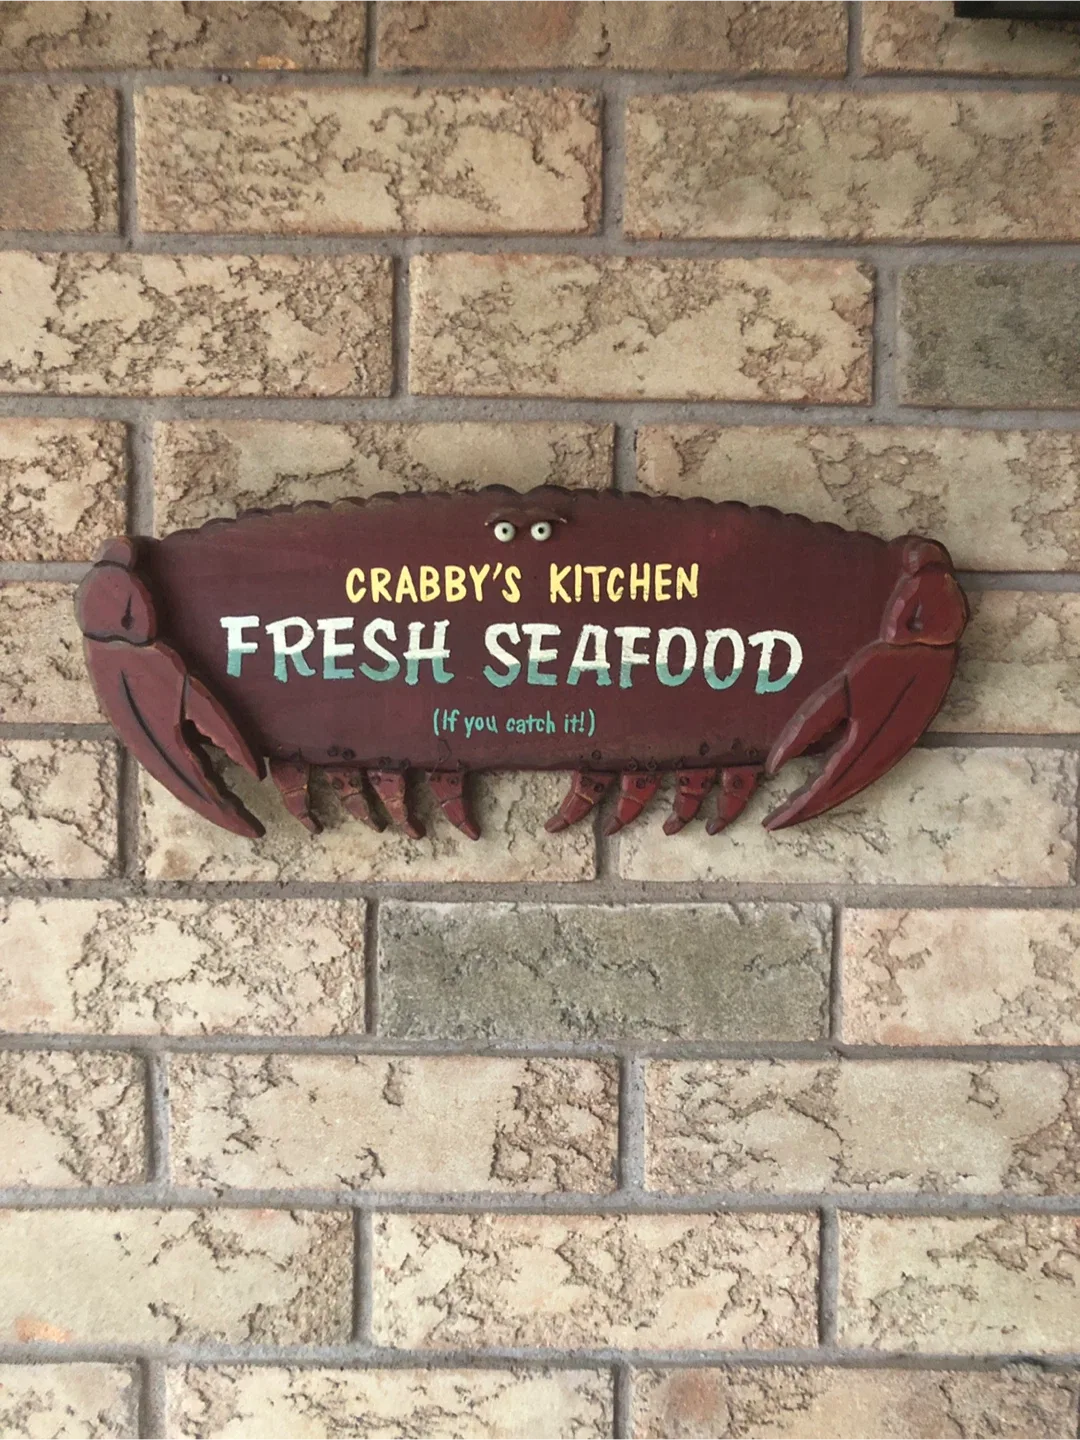 CRABBY'S KITCHEN
FRESH SEAFOOD
(If you catch it!)